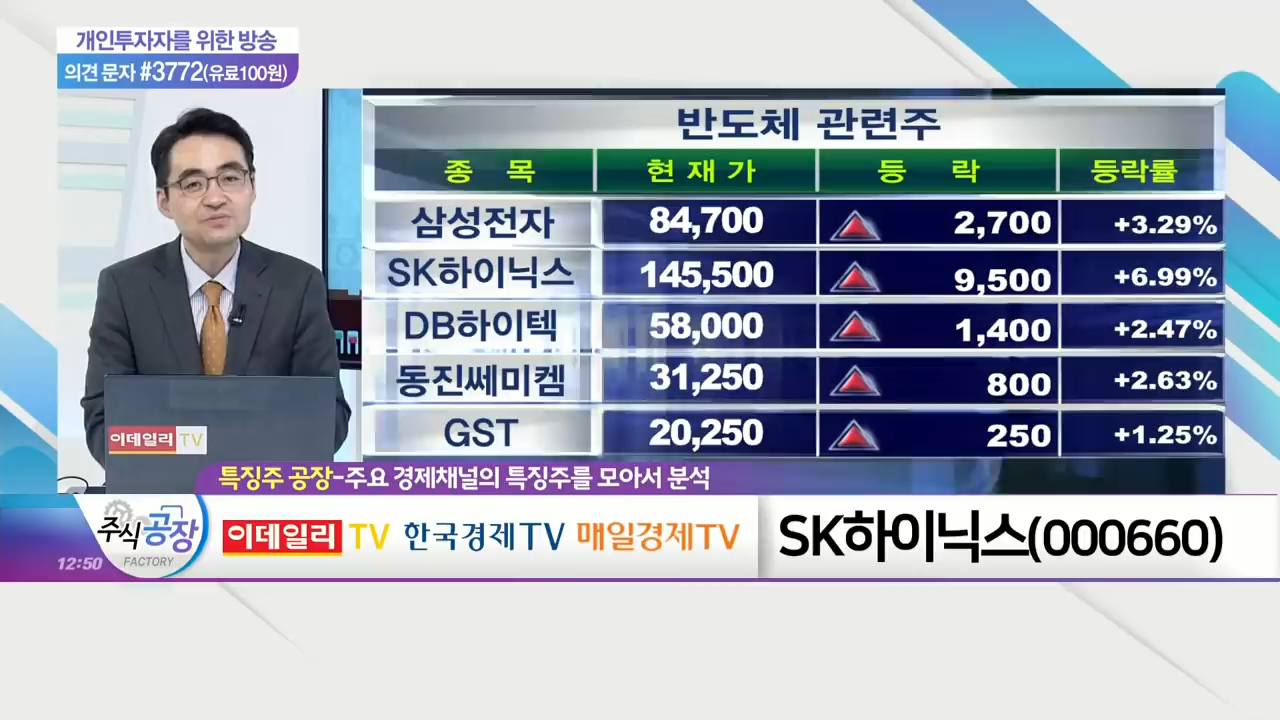 개인투자자를 위한 방송
의견 문자 #3772(유료100원)
반도체 관련주
종 목 현재가 등 락 등락률
삼성전자 84,700 2,700 +3.29%
SK하이닉스 145,500 9,500 +6.99%
DB하이텍 58,000 1,400 +2.47%
동진쎄미켐 31,250 800 +2.63%
GST 20,250 250 +1.25%
이데일리 TV
특징주 공장-주요 경제채널의 특징주를 모아서 분석
주식공장
FACTORY
12:50
이데일리 TV 한국경제TV 매일경제TV
SK하이닉스(000660)